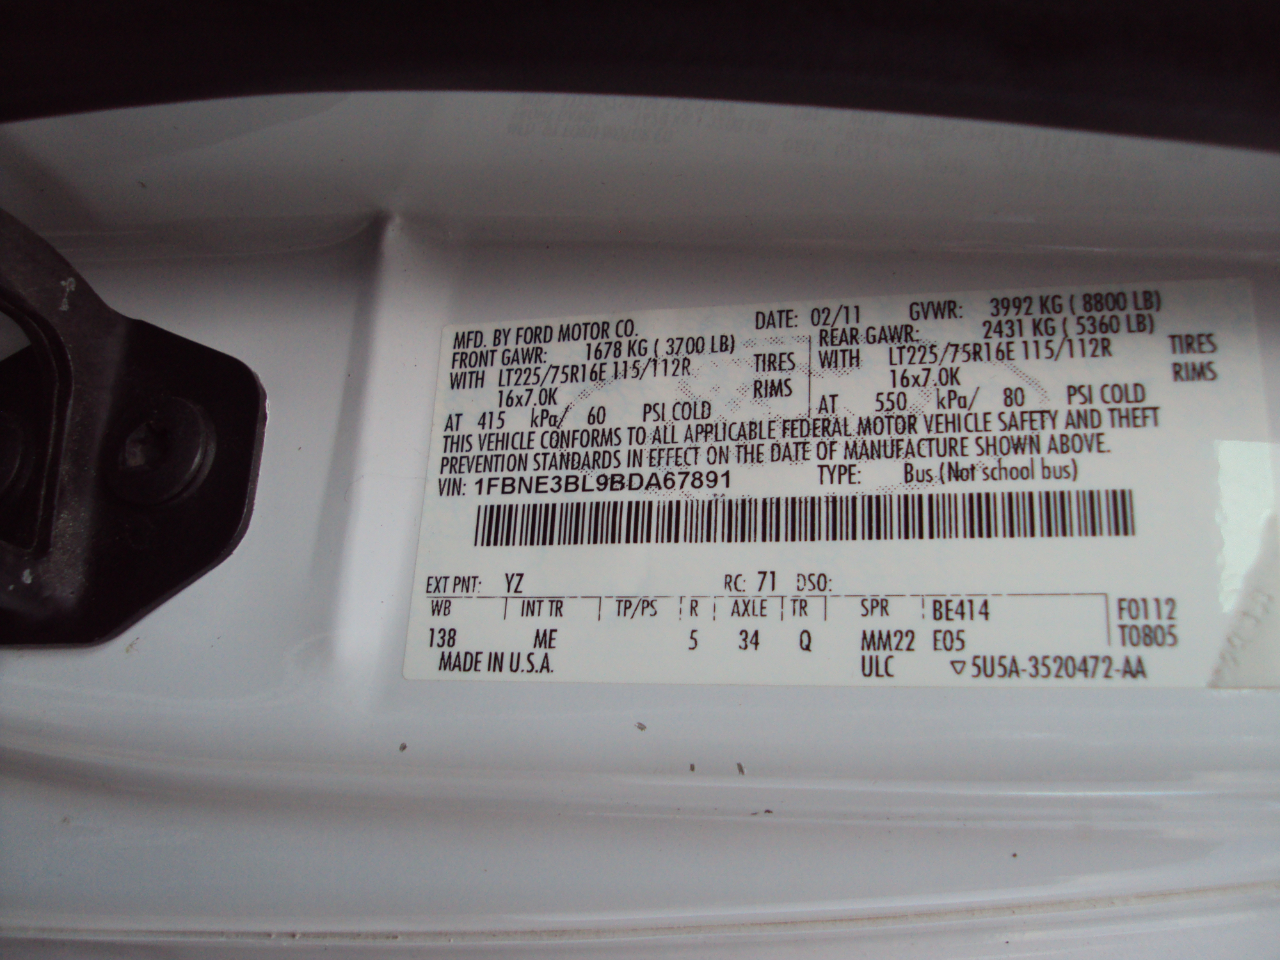 MFD. BY FORD MOTOR CO. DATE: 02/11 GVWR: 3992 KG ( 8800 LB)
FRONT GAWR: 1678 KG ( 3700 LB) REAR GAWR: 2431 KG ( 5360 LB)
WITH LT225/75R16E 115/112R TIRES WITH LT225/75R16E 115/112R TIRES
16x7.0K RIMS 16x7.0K RIMS
AT 415 kPa/ 60 PSI COLD AT 550 kPa/ 80 PSI COLD
THIS VEHICLE CONFORMS TO ALL APPLICABLE FEDERAL MOTOR VEHICLE SAFETY AND THEFT
PREVENTION STANDARDS IN EFFECT ON THE DATE OF MANUFACTURE SHOWN ABOVE.
VIN: 1FBNE3BL9BDA67891 TYPE: Bus (Not school bus)
EXT PNT: YZ RC: 71 DSO:
WB INT TR TP/PS R AXLE TR SPR BE414 F0112
138 ME 5 34 Q MM22 E05 T0805
MADE IN U.S.A. ULC ▽5U5A-3520472-AA